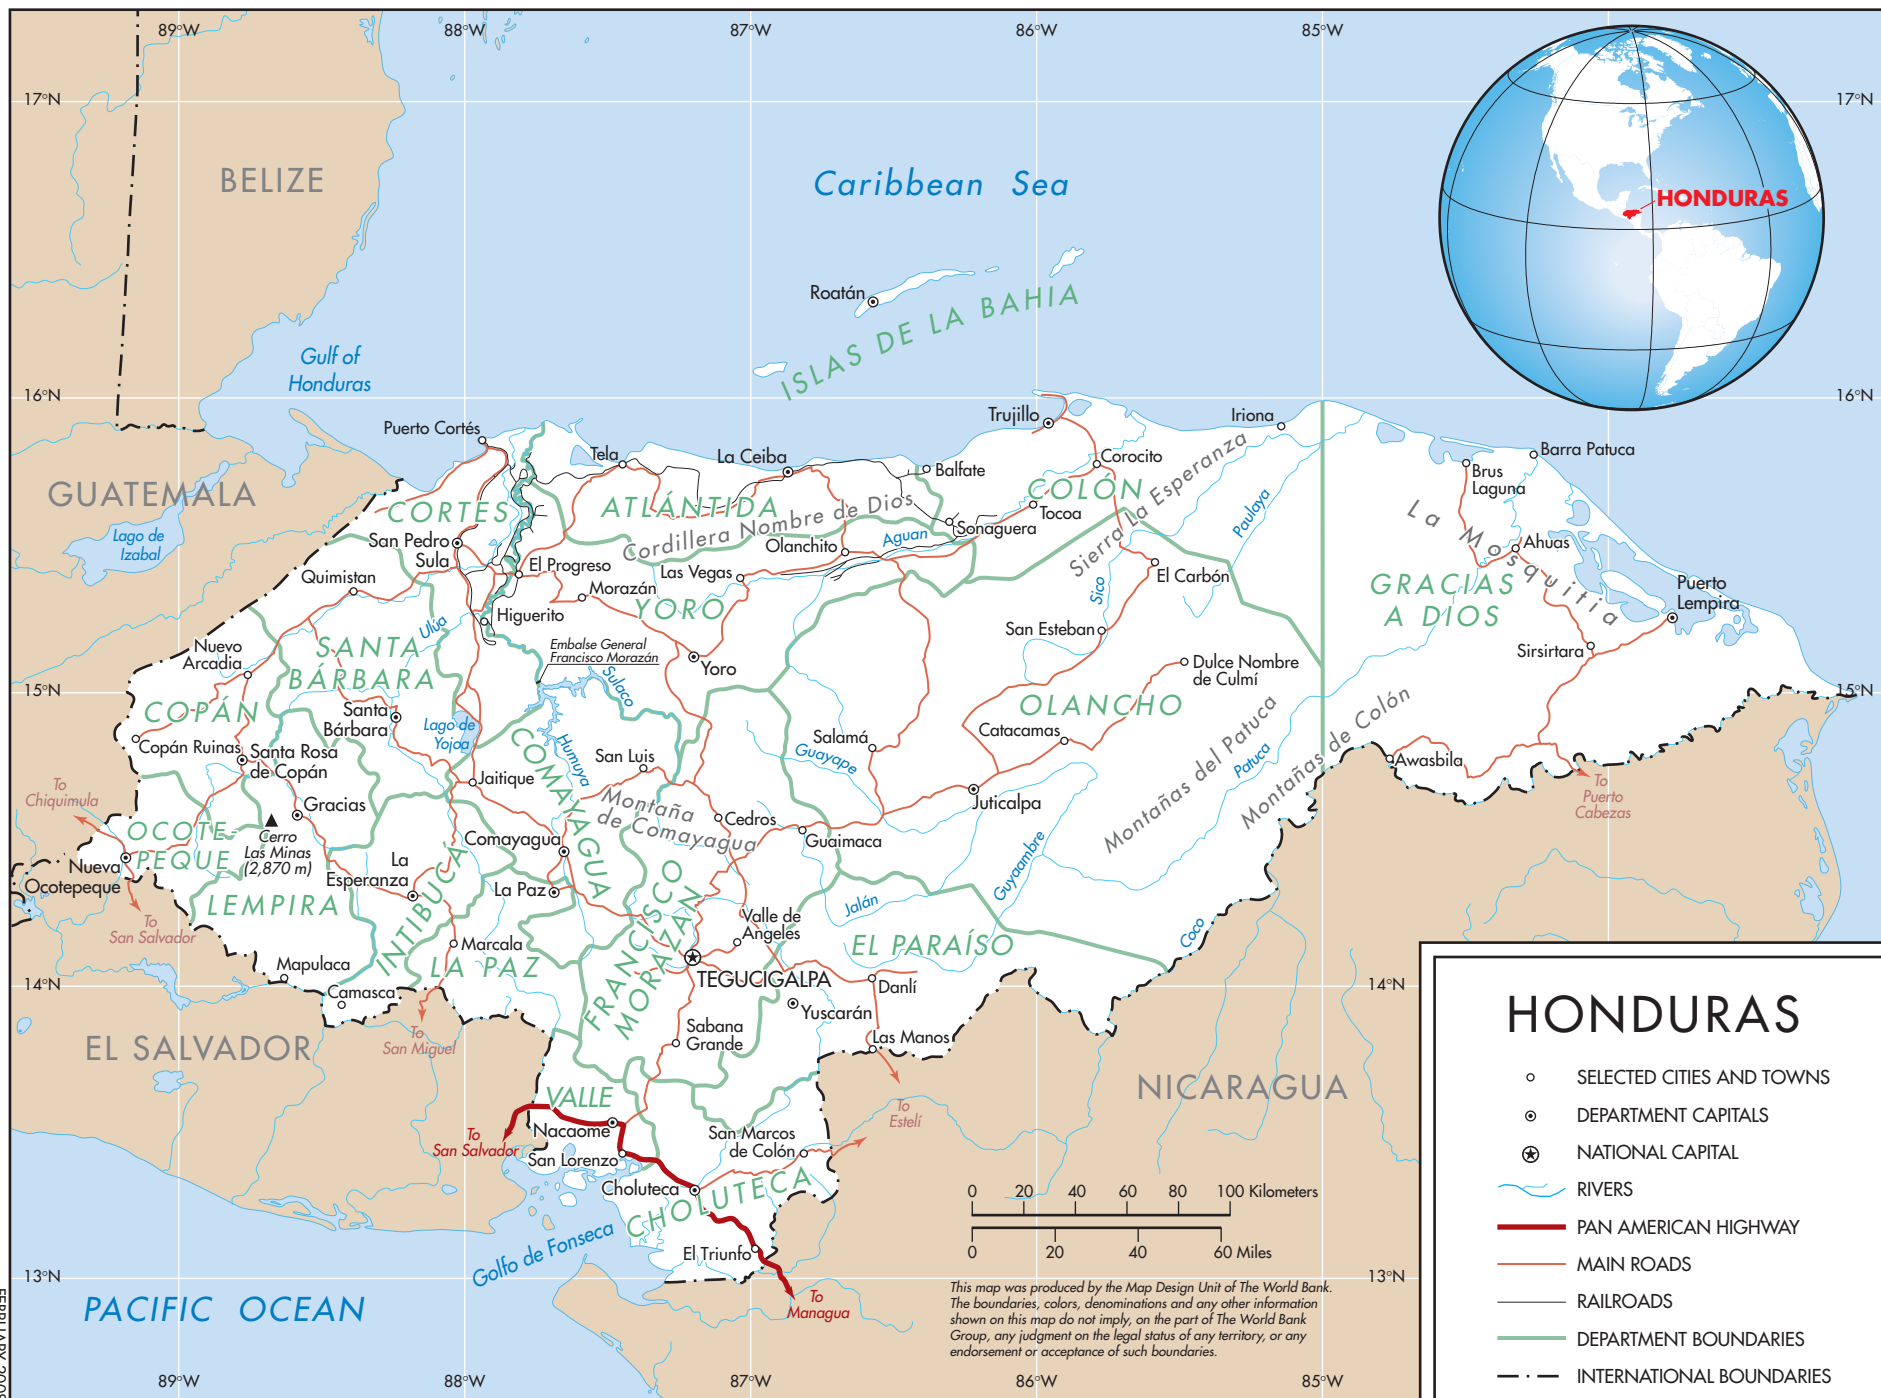 89°W
88°W
87°W
86°W
85°W
17°N
17°N
BELIZE
Caribbean Sea
HONDURAS
Roatán
ISLAS DE LA BAHIA
Gulf of
Honduras
16°N
16°N
Puerto Cortés
Tela
La Ceiba
Balfate
Trujillo
Iriona
Corocito
Barra Patuca
Brus
Laguna
GUATEMALA
Lago de
Izabal
CORTES
ATLÁNTIDA
COLÓN
Cordillera Nombre de Dios
Sierra La Esperanza
Paulaya
La Mosquitia
San Pedro
Sula
Sonaguera
Tocoa
Aguan
Olanchito
Ahuas
El Progreso
Las Vegas
El Carbón
Quimistan
Morazán
YORO
Sico
GRACIAS
A DIOS
Puerto
Lempira
Higuerito
Ulúa
San Esteban
SANTA
BÁRBARA
Nuevo
Arcadia
Embalse General
Francisco Morazán
Yoro
Sulaco
Sirsirtara
Dulce Nombre
de Culmí
15°N
15°N
COPÁN
OLANCHO
Santa
Bárbara
Lago de
Yojoa
Copán Ruinas
Santa Rosa
de Copán
COMAYAGUA
Humuya
San Luis
Salamá
Guayape
Catacamas
Montañas del Patuca
Patuca
Montañas de Colón
Awasbila
To
Puerto
Cabezas
To
Chiquimula
Jaitique
Gracias
Montaña
de Comayagua
Cedros
Juticalpa
Guaimaca
OCOTE-
PEQUE
Cerro
Las Minas
(2,870 m)
Comayagua
Nueva
Ocotepeque
La
Esperanza
La Paz
Guyambre
Jalán
LEMPIRA
INTIBUCÁ
FRANCISCO
MORAZÁN
Valle de
Angeles
Coco
To
San Salvador
Marcala
LA PAZ
EL PARAÍSO
Mapulaca
Camasca
TEGUCIGALPA
Danlí
14°N
14°N
Yuscarán
EL SALVADOR
To
San Miguel
Sabana
Grande
Las Manos
NICARAGUA
VALLE
To
Estelí
Nacaome
To
San Salvador
San Lorenzo
San Marcos
de Colón
Choluteca
CHOLUTECA
Golfo de Fonseca
El Triunfo
13°N
13°N
PACIFIC OCEAN
To
Managua
0 20 40 60 80 100 Kilometers
0 20 40 60 Miles
This map was produced by the Map Design Unit of The World Bank.
The boundaries, colors, denominations and any other information
shown on this map do not imply, on the part of The World Bank
Group, any judgment on the legal status of any territory, or any
endorsement or acceptance of such boundaries.
HONDURAS
SELECTED CITIES AND TOWNS
DEPARTMENT CAPITALS
NATIONAL CAPITAL
RIVERS
PAN AMERICAN HIGHWAY
MAIN ROADS
RAILROADS
DEPARTMENT BOUNDARIES
INTERNATIONAL BOUNDARIES
89°W
88°W
87°W
86°W
85°W